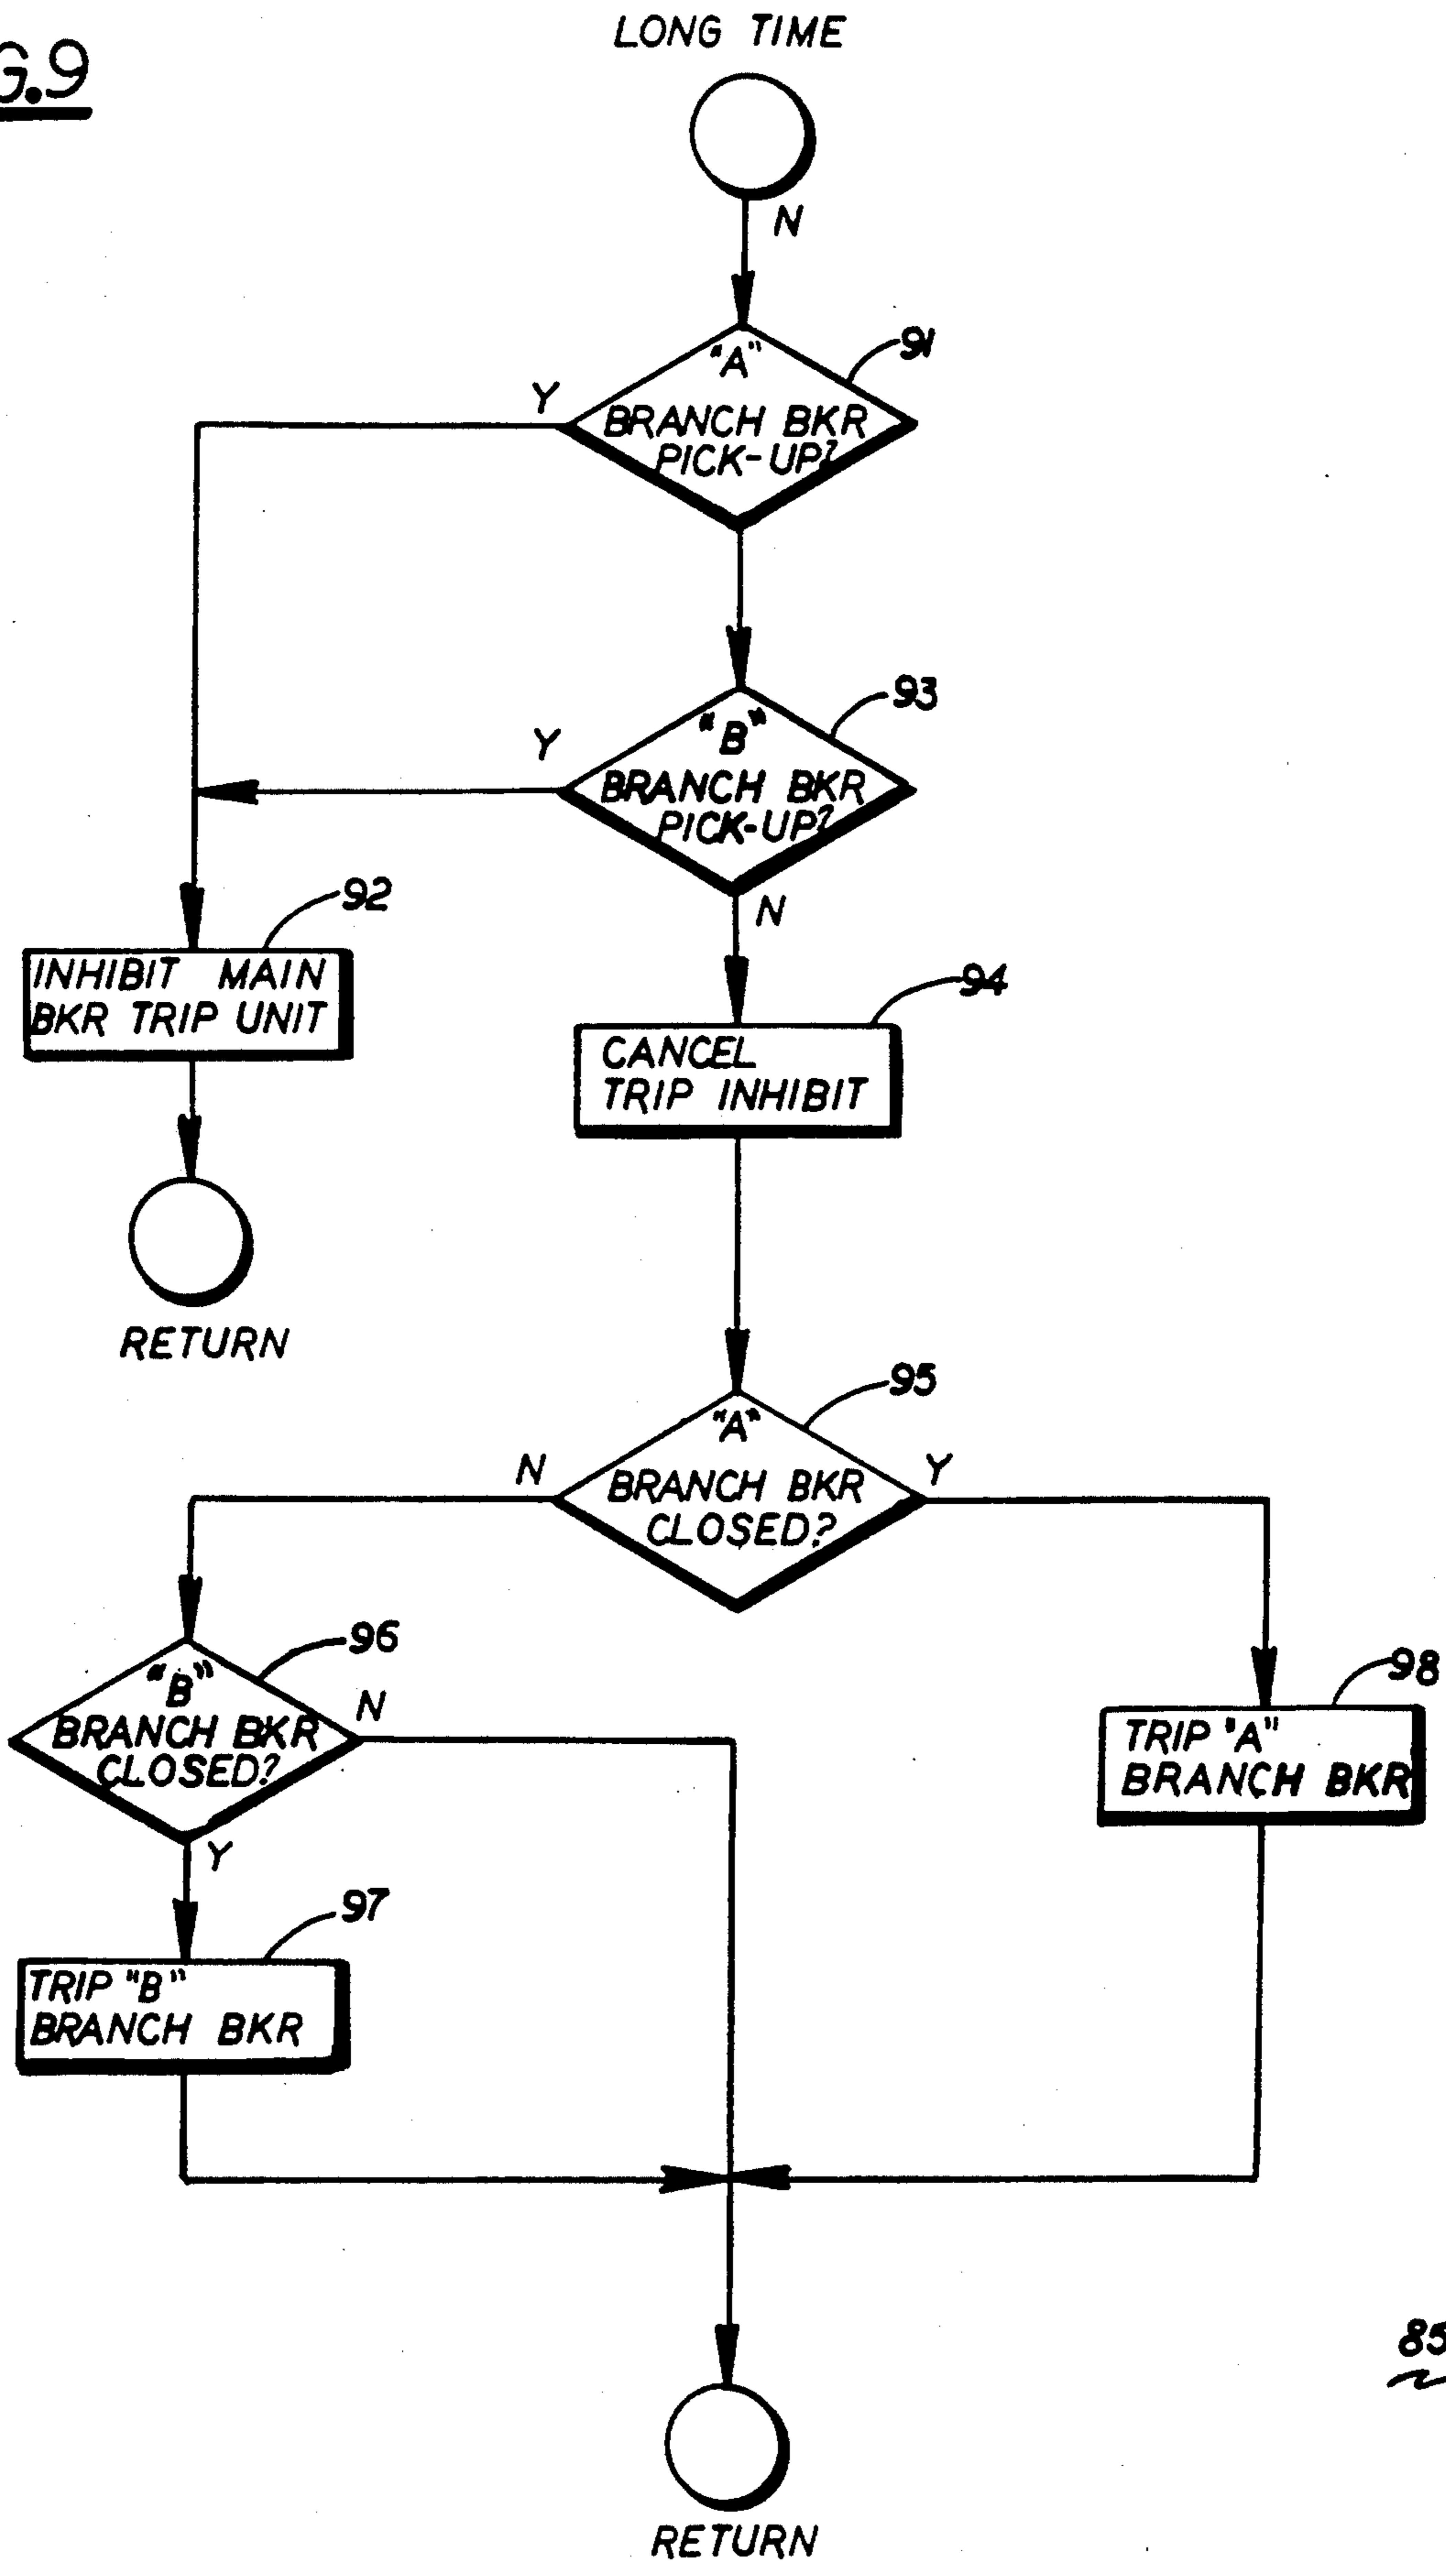 G.9
LONG TIME
N
"A"
BRANCH BKR
PICK-UP?
91
Y
"B"
BRANCH BKR
PICK-UP?
93
Y
N
92
INHIBIT MAIN
BKR TRIP UNIT
94
CANCEL
TRIP INHIBIT
RETURN
95
"A"
BRANCH BKR
CLOSED?
N
Y
96
"B"
BRANCH BKR
CLOSED?
N
Y
98
TRIP "A"
BRANCH BKR
97
TRIP "B"
BRANCH BKR
85
RETURN